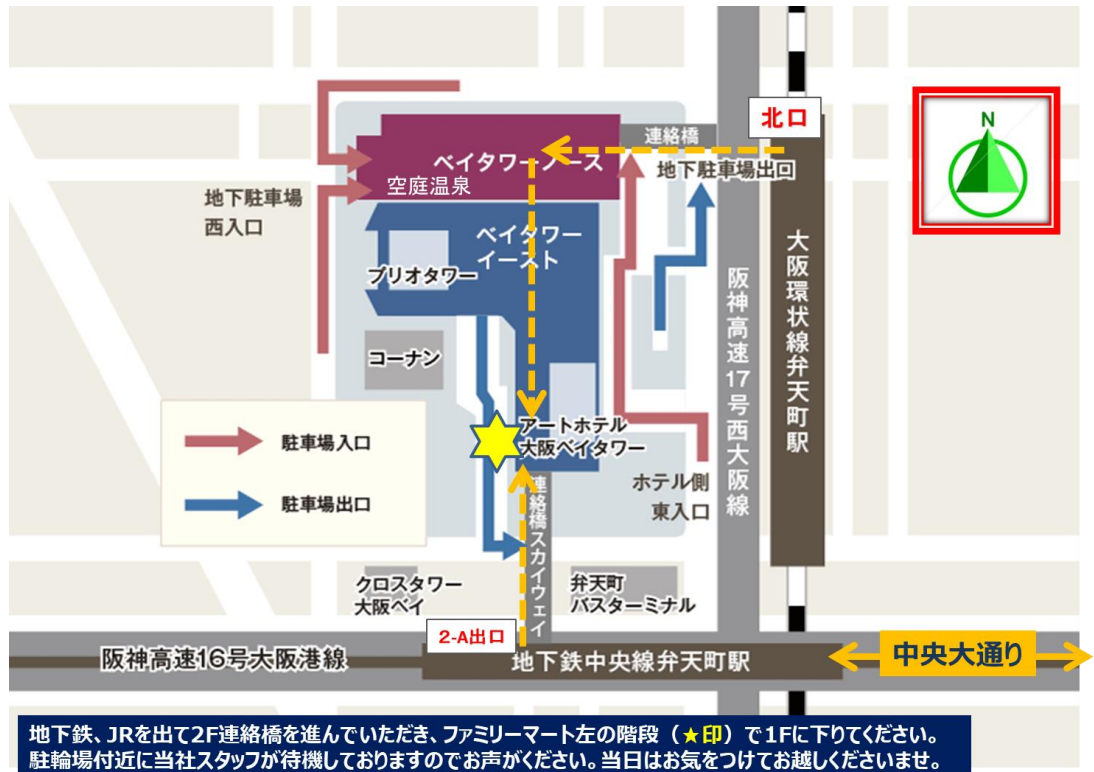 北口
N
連絡橋
ベイタワーノース
空庭温泉
地下駐車場出口
地下駐車場
西入口
ベイタワー
イースト
ブリオタワー
大阪環状線弁天町駅
阪神高速17号西大阪線
コーナン
アートホテル
大阪ベイタワー
駐車場入口
駐車場出口
ホテル側
東入口
連絡橋スカイウェイ
クロスタワー
大阪ベイ
弁天町
バスターミナル
2-A出口
阪神高速16号大阪港線
地下鉄中央線弁天町駅
中央大通り
地下鉄、JRを出て2F連絡橋を進んでいただき、ファミリーマート左の階段（★印）で1Fに下りてください。
駐輪場付近に当社スタッフが待機しておりますのでお声がください。当日はお気をつけてお越しくださいませ。